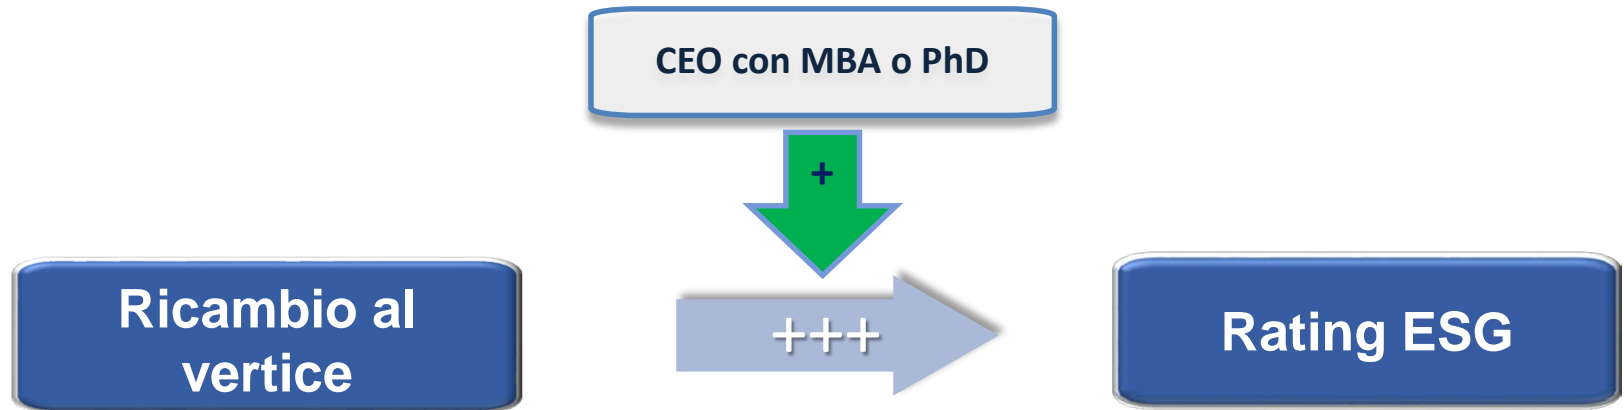 CEO con MBA o PhD
+
Ricambio al
vertice
+++
Rating ESG